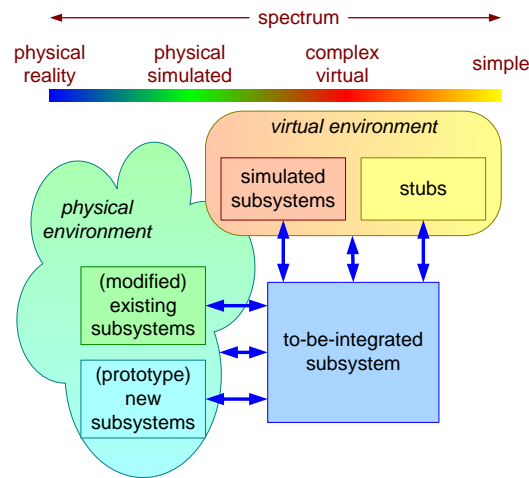 spectrum
physical
reality
physical
simulated
complex
virtual
simple
virtual environment
simulated
subsystems
stubs
physical
environment
(modified)
existing
subsystems
to-be-integrated
subsystem
(prototype)
new
subsystems